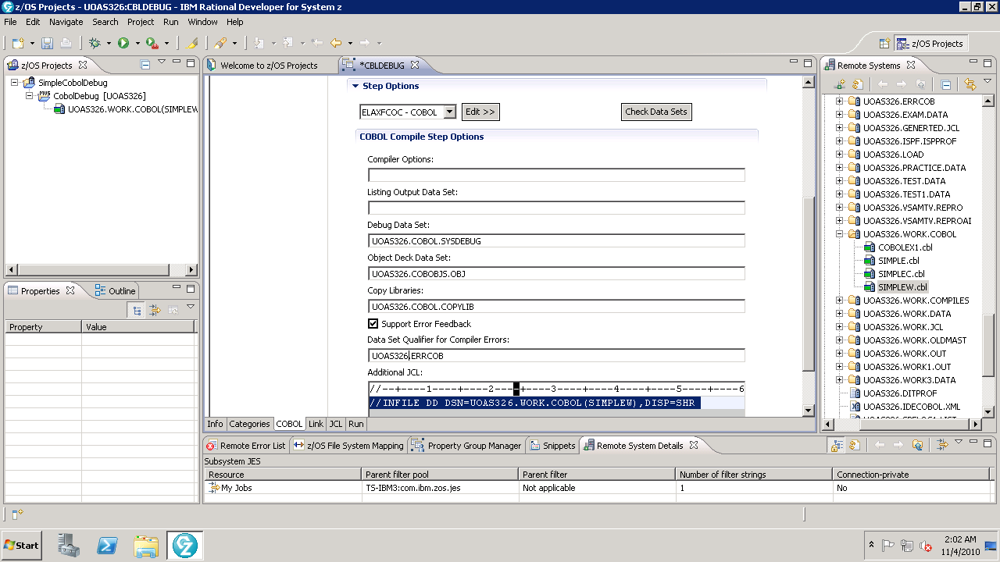 z/OS Projects - UOAS326:CBLDEBUG - IBM Rational Developer for System z
File Edit Navigate Search Project Run Window Help
z/OS Projects
z/OS Projects
SimpleCobolDebug
CobolDebug [UOAS326]
UOAS326.WORK.COBOL(SIMPLEW
Properties Outline
Property Value
Welcome to z/OS Projects *CBLDEBUG
Step Options
ELAXFCOC - COBOL Edit >> Check Data Sets
COBOL Compile Step Options
Compiler Options:
Listing Output Data Set:
Debug Data Set:
UOAS326.COBOL.SYSDEBUG
Object Deck Data Set:
UOAS326.COBOBJS.OBJ
Copy Libraries:
UOAS326.COBOL.COPYLIB
Support Error Feedback
Data Set Qualifier for Compiler Errors:
UOAS326.ERRCOB
Additional JCL:
//--+----1----+----2----+----3----+----4----+----5----+----6
//INFILE DD DSN=UOAS326.WORK.COBOL(SIMPLEW),DISP=SHR
Info Categories COBOL Link JCL Run
Remote Systems
UOAS326.ERRCOB
UOAS326.EXAM.DATA
UOAS326.GENERTED.JCL
UOAS326.ISPF.ISPPROF
UOAS326.LOAD
UOAS326.PRACTICE.DATA
UOAS326.TEST.DATA
UOAS326.TEST1.DATA
UOAS326.VSAMTV.REPRO
UOAS326.VSAMTV.REPROAI
UOAS326.WORK.COBOL
COBOLEX1.cbl
SIMPLE.cbl
SIMPLEC.cbl
SIMPLEW.cbl
UOAS326.WORK.COMPILES
UOAS326.WORK.DATA
UOAS326.WORK.JCL
UOAS326.WORK.OLDMAST
UOAS326.WORK.OUT
UOAS326.WORK1.OUT
UOAS326.WORK3.DATA
UOAS326.DITPROF
UOAS326.IDECOBOL.XML
Remote Error List z/OS File System Mapping Property Group Manager Snippets Remote System Details
Subsystem JES
Resource Parent filter pool Parent filter Number of filter strings Connection-private
My Jobs TS-IBM3:com.ibm.zos.jes Not applicable 1 No
Start
2:02 AM
11/4/2010